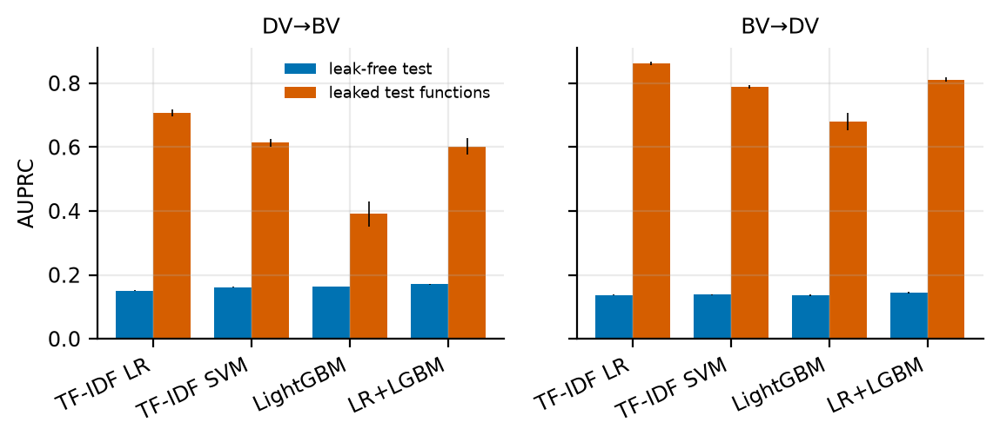 DV→BV
BV→DV
leak-free test
leaked test functions
AUPRC
0.8
0.6
0.4
0.2
0.0
TF-IDF LR
TF-IDF SVM
LightGBM
LR+LGBM
TF-IDF LR
TF-IDF SVM
LightGBM
LR+LGBM